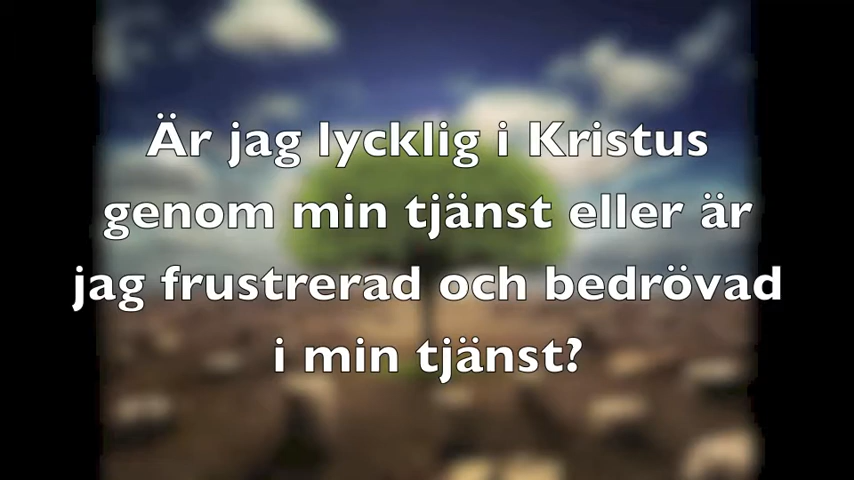 Är jag lycklig i Kristus
genom min tjänst eller är
jag frustrerad och bedrövad
i min tjänst?